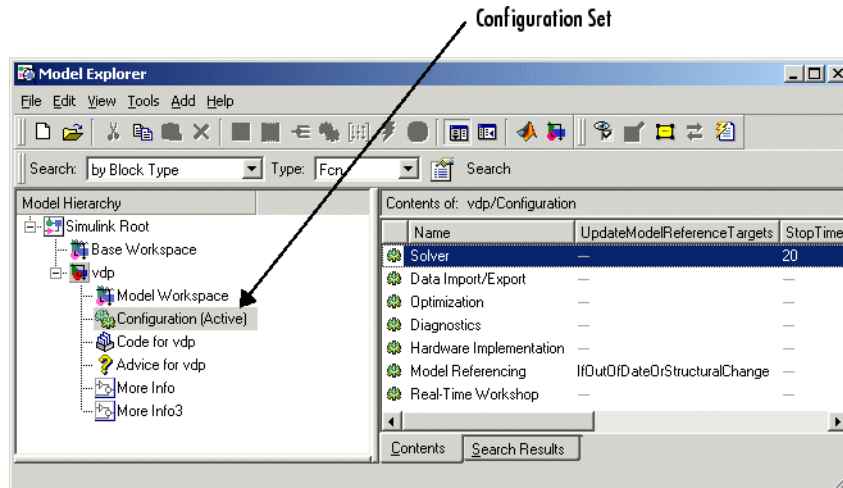 Configuration Set
Model Explorer
File Edit View Tools Add Help
Search: by Block Type Type: Fcn Search
Model Hierarchy
Simulink Root
Base Workspace
vdp
Model Workspace
Configuration (Active)
Code for vdp
Advice for vdp
More Info
More Info3
Contents of: vdp/Configuration
Name UpdateModelReferenceTargets StopTime
Solver — 20
Data Import/Export — —
Optimization — —
Diagnostics — —
Hardware Implementation — —
Model Referencing IfOutOfDateOrStructuralChange —
Real-Time Workshop — —
Contents Search Results